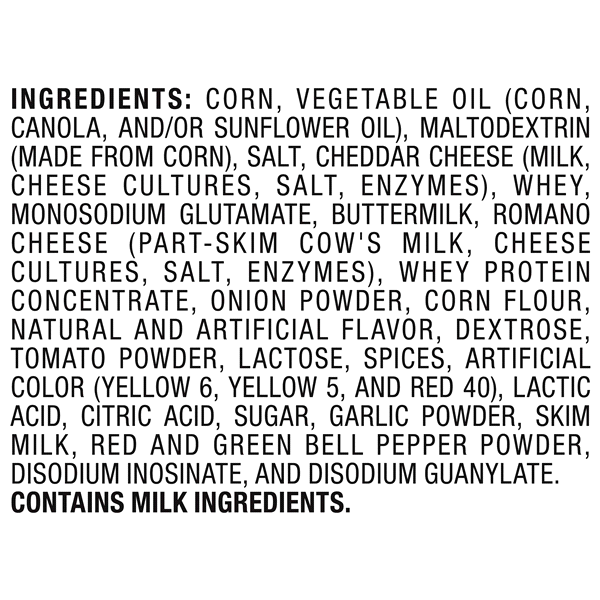 INGREDIENTS: CORN, VEGETABLE OIL (CORN,
CANOLA, AND/OR SUNFLOWER OIL), MALTODEXTRIN
(MADE FROM CORN), SALT, CHEDDAR CHEESE (MILK,
CHEESE CULTURES, SALT, ENZYMES), WHEY,
MONOSODIUM GLUTAMATE, BUTTERMILK, ROMANO
CHEESE (PART-SKIM COW'S MILK, CHEESE
CULTURES, SALT, ENZYMES), WHEY PROTEIN
CONCENTRATE, ONION POWDER, CORN FLOUR,
NATURAL AND ARTIFICIAL FLAVOR, DEXTROSE,
TOMATO POWDER, LACTOSE, SPICES, ARTIFICIAL
COLOR (YELLOW 6, YELLOW 5, AND RED 40), LACTIC
ACID, CITRIC ACID, SUGAR, GARLIC POWDER, SKIM
MILK, RED AND GREEN BELL PEPPER POWDER,
DISODIUM INOSINATE, AND DISODIUM GUANYLATE.
CONTAINS MILK INGREDIENTS.